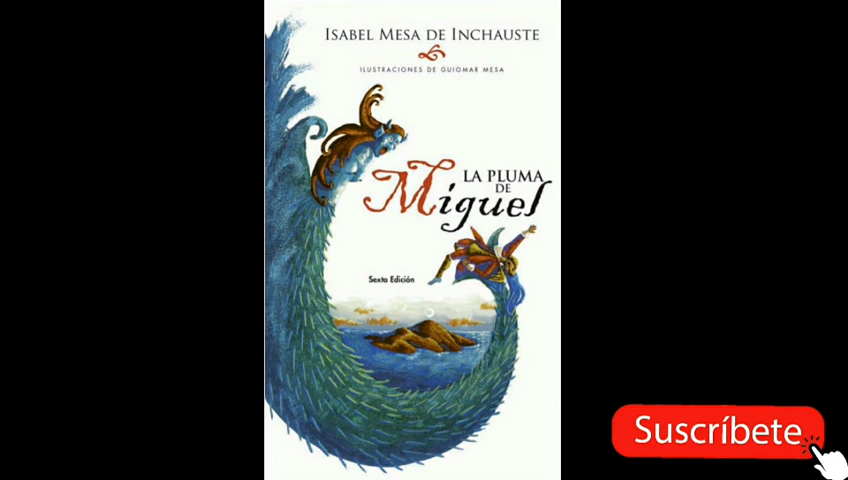 ISABEL MESA DE INCHAUSTE
ILUSTRACIONES DE GUIOMAR MESA
LA PLUMA
DE
Miguel
Sexta Edición
Suscríbete